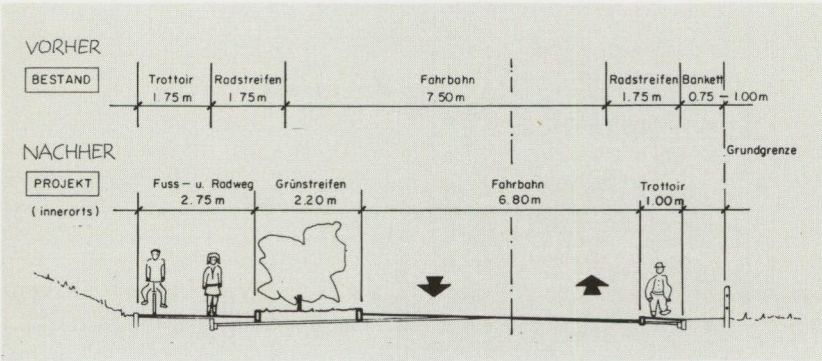 VORHER
BESTAND
Trottoir
1.75 m
Radstreifen
1.75 m
Fahrbahn
7.50 m
Radstreifen
1.75 m
Bankett
0.75 – 1.00 m
Grundgrenze
NACHHER
PROJEKT
(innerorts)
Fuss – u. Radweg
2.75 m
Grünstreifen
2.20 m
Fahrbahn
6.80 m
Trottoir
1.00 m